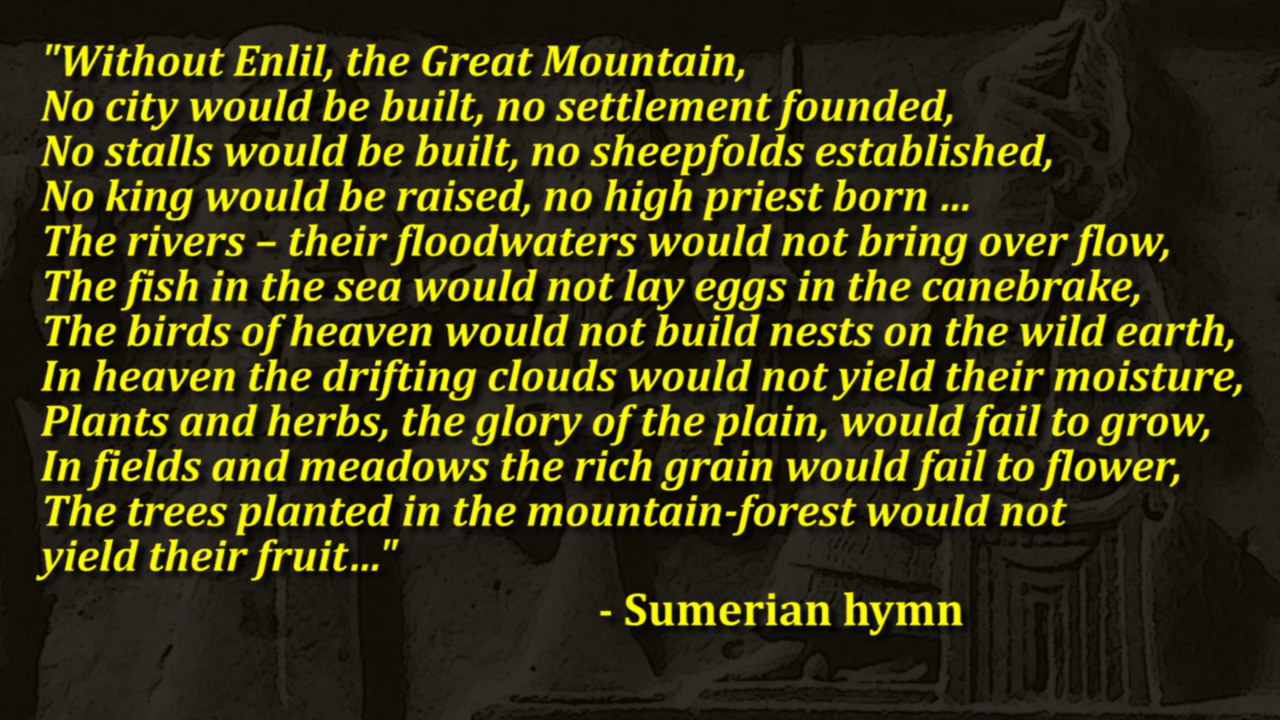 "Without Enlil, the Great Mountain,
No city would be built, no settlement founded,
No stalls would be built, no sheepfolds established,
No king would be raised, no high priest born ...
The rivers – their floodwaters would not bring over flow,
The fish in the sea would not lay eggs in the canebrake,
The birds of heaven would not build nests on the wild earth,
In heaven the drifting clouds would not yield their moisture,
Plants and herbs, the glory of the plain, would fail to grow,
In fields and meadows the rich grain would fail to flower,
The trees planted in the mountain-forest would not
yield their fruit..."
- Sumerian hymn